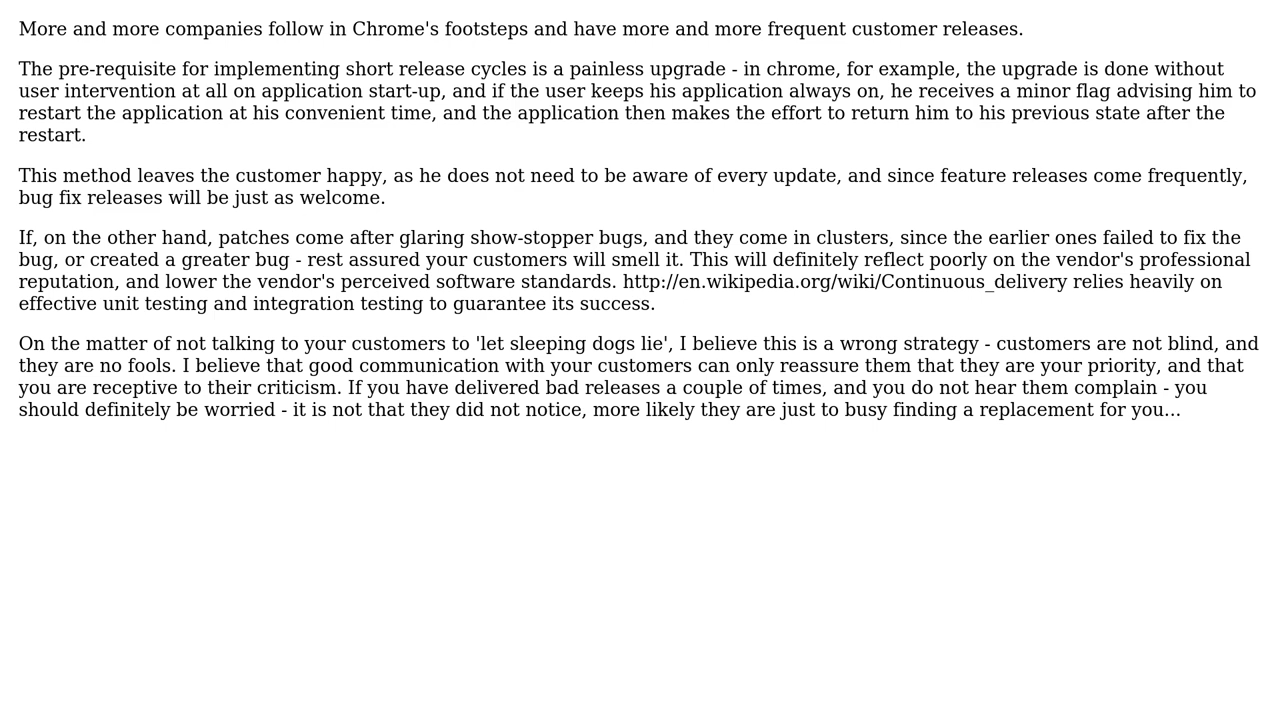 More and more companies follow in Chrome's footsteps and have more and more frequent customer releases.
The pre-requisite for implementing short release cycles is a painless upgrade - in chrome, for example, the upgrade is done without
user intervention at all on application start-up, and if the user keeps his application always on, he receives a minor flag advising him to
restart the application at his convenient time, and the application then makes the effort to return him to his previous state after the
restart.
This method leaves the customer happy, as he does not need to be aware of every update, and since feature releases come frequently,
bug fix releases will be just as welcome.
If, on the other hand, patches come after glaring show-stopper bugs, and they come in clusters, since the earlier ones failed to fix the
bug, or created a greater bug - rest assured your customers will smell it. This will definitely reflect poorly on the vendor's professional
reputation, and lower the vendor's perceived software standards. http://en.wikipedia.org/wiki/Continuous_delivery relies heavily on
effective unit testing and integration testing to guarantee its success.
On the matter of not talking to your customers to 'let sleeping dogs lie', I believe this is a wrong strategy - customers are not blind, and
they are no fools. I believe that good communication with your customers can only reassure them that they are your priority, and that
you are receptive to their criticism. If you have delivered bad releases a couple of times, and you do not hear them complain - you
should definitely be worried - it is not that they did not notice, more likely they are just to busy finding a replacement for you...